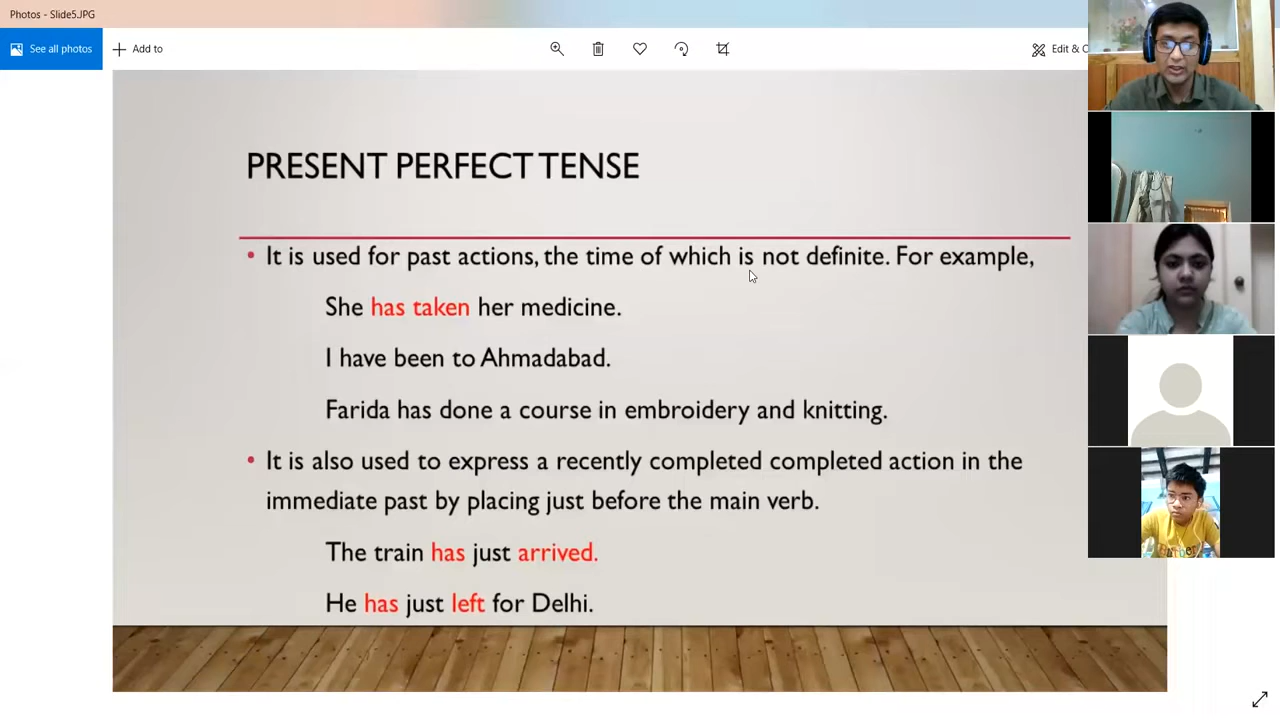 Photos - Slide5.JPG
See all photos
Add to
Edit & C
PRESENT PERFECT TENSE
• It is used for past actions, the time of which is not definite. For example,
She has taken her medicine.
I have been to Ahmadabad.
Farida has done a course in embroidery and knitting.
• It is also used to express a recently completed completed action in the
immediate past by placing just before the main verb.
The train has just arrived.
He has just left for Delhi.